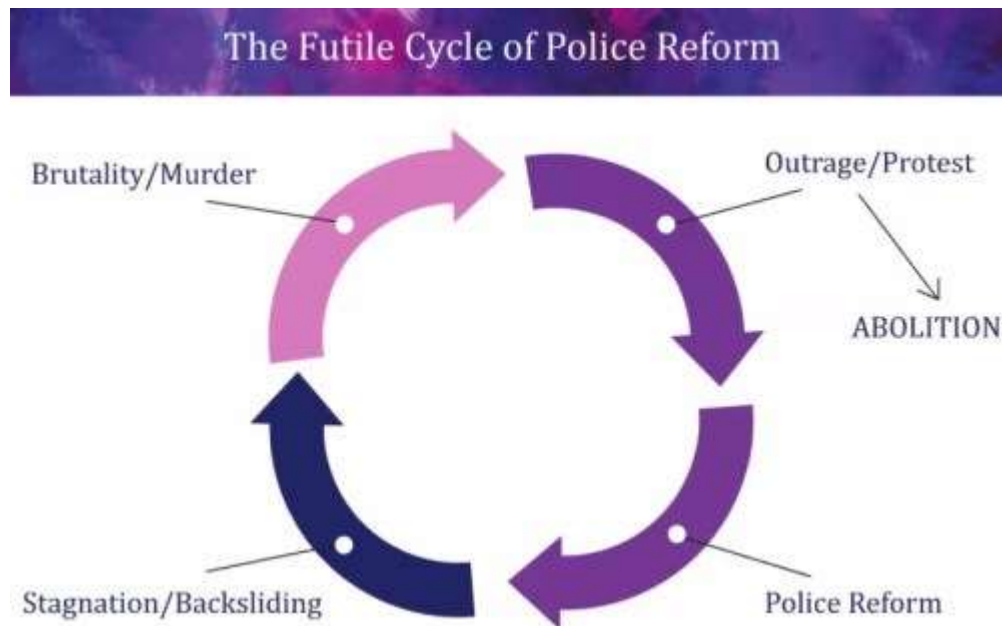 The Futile Cycle of Police Reform
Brutality/Murder
Outrage/Protest
ABOLITION
Stagnation/Backsliding
Police Reform